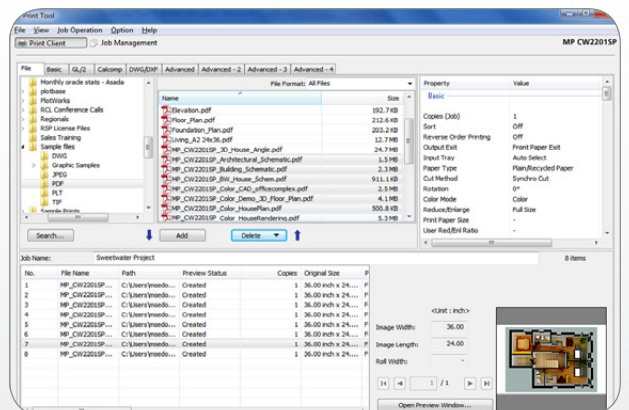 Print Tool
File View Job Operation Option Help
Print Client Job Management MP CW2201SP
File Basic GL/2 Calcomp DWG/DXF Advanced Advanced - 2 Advanced - 3 Advanced - 4
Monthly oracle stats - Asada
plotbase
PlotWorks
RCL Conference Calls
Regionals
RSP License Files
Sales Training
Sample files
DWG
Graphic Samples
JPEG
PDF
PLT
TIF
Sample Prints
File Format: All Files
Name Size
Elevation.pdf 192.7 KB
Floor_Plan.pdf 212.6 KB
Foundation_Plan.pdf 203.2 KB
Living_A2 24x36.pdf 12.7 MB
MP_CW2201SP_3D_House_Angle.pdf 24.7 MB
MP_CW2201SP_Architectural_Schematic.pdf 1.5 MB
MP_CW2201SP_Building_Schematic.pdf 2.3 MB
MP_CW2201SP_BW_House_Schem.pdf 911.1 KB
MP_CW2201SP_Color_CAD_officecomplex.pdf 2.5 MB
MP_CW2201SP_Color_Demo_3D_Floor_Plan.pdf 4.1 MB
MP_CW2201SP_Color_HousePlan.pdf 500.8 KB
MP_CW2201SP_Color_HouseRendering.pdf 5.3 MB
Property Value
Basic
Copies (Job) 1
Sort Off
Reverse Order Printing Off
Output Exit Front Paper Exit
Input Tray Auto Select
Paper Type Plain/Recycled Paper
Cut Method Synchro Cut
Rotation 0°
Color Mode Color
Reduce/Enlarge Full Size
Print Paper Size -
User Red/Enl Ratio -
Search... Add Delete
Job Name: Sweetwater Project 8 items
No. File Name Path Preview Status Copies Original Size P
1 MP_CW2201SP... C:\Users\msedo... Created 1 36.00 inch x 24.... F
2 MP_CW2201SP... C:\Users\msedo... Created 1 36.00 inch x 24.... F
3 MP_CW2201SP... C:\Users\msedo... Created 1 36.00 inch x 24.... F
4 MP_CW2201SP... C:\Users\msedo... Created 1 36.00 inch x 24.... F
5 MP_CW2201SP... C:\Users\msedo... Created 1 36.00 inch x 24.... F
6 MP_CW2201SP... C:\Users\msedo... Created 1 36.00 inch x 24.... F
7 MP_CW2201SP... C:\Users\msedo... Created 1 36.00 inch x 24.... F
8 MP_CW2201SP... C:\Users\msedo... Created 1 36.00 inch x 24.... F
<Unit : inch>
Image Width: 36.00
Image Length: 24.00
Roll Width: -
1 / 1
Open Preview Window...